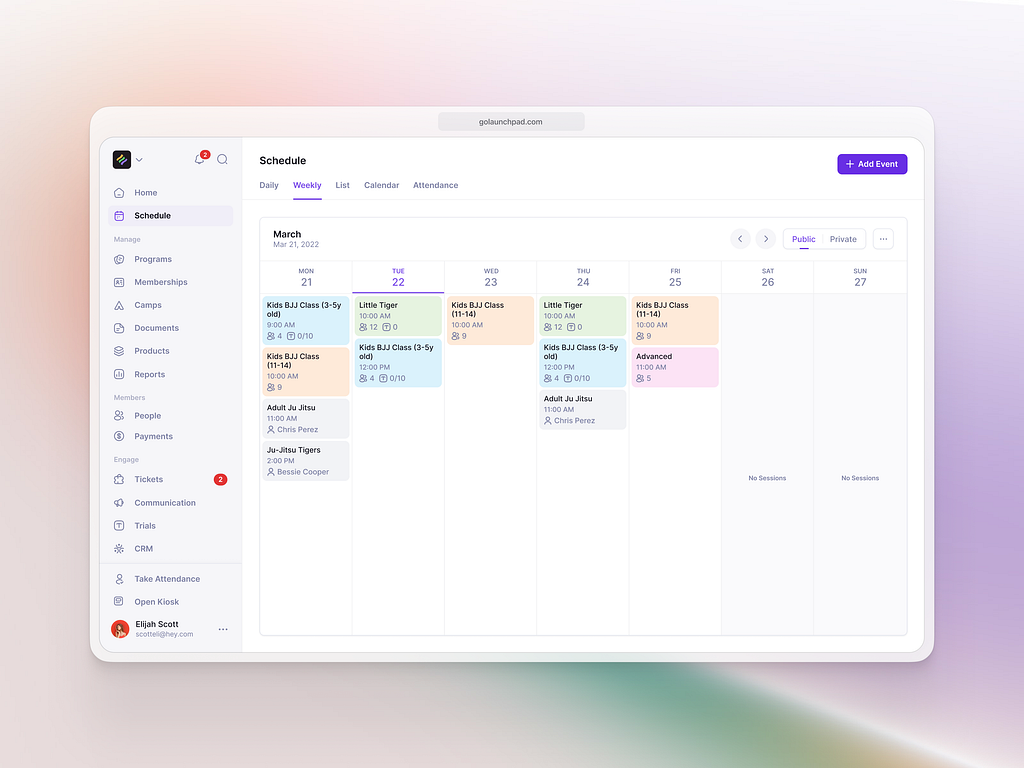 golaunchpad.com
2
Home
Schedule
Manage
Programs
Memberships
Camps
Documents
Products
Reports
Members
People
Payments
Engage
Tickets
2
Communication
Trials
CRM
Take Attendance
Open Kiosk
Elijah Scott
scotteli@hey.com
Schedule
+ Add Event
Daily Weekly List Calendar Attendance
March
Mar 21, 2022
Public Private
MON
21
Kids BJJ Class (3-5y
old)
9:00 AM
4 T 0/10
Kids BJJ Class
(11-14)
10:00 AM
9
Adult Ju Jitsu
11:00 AM
Chris Perez
Ju-Jitsu Tigers
2:00 PM
Bessie Cooper
TUE
22
Little Tiger
10:00 AM
12 T 0
Kids BJJ Class (3-5y
old)
12:00 PM
4 T 0/10
WED
23
Kids BJJ Class
(11-14)
10:00 AM
9
THU
24
Little Tiger
10:00 AM
12 T 0
Kids BJJ Class (3-5y
old)
12:00 PM
4 T 0/10
Adult Ju Jitsu
11:00 AM
Chris Perez
FRI
25
Kids BJJ Class
(11-14)
10:00 AM
9
Advanced
11:00 AM
5
SAT
26
No Sessions
SUN
27
No Sessions